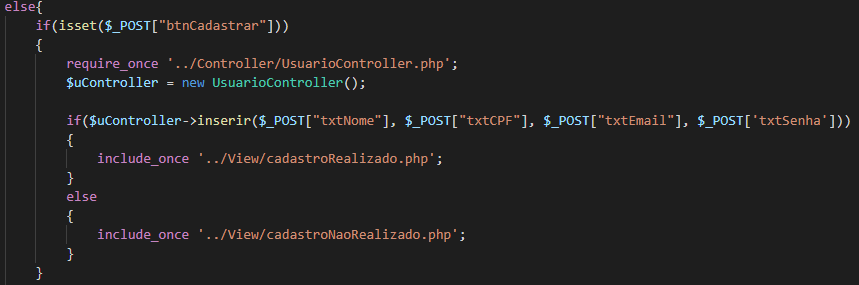 else{
if(isset($_POST["btnCadastrar"]))
{
require_once '../Controller/UsuarioController.php';
$uController = new UsuarioController();
if($uController->inserir($_POST["txtNome"], $_POST["txtCPF"], $_POST["txtEmail"], $_POST['txtSenha']))
{
include_once '../View/cadastroRealizado.php';
}
else
{
include_once '../View/cadastroNaoRealizado.php';
}
}